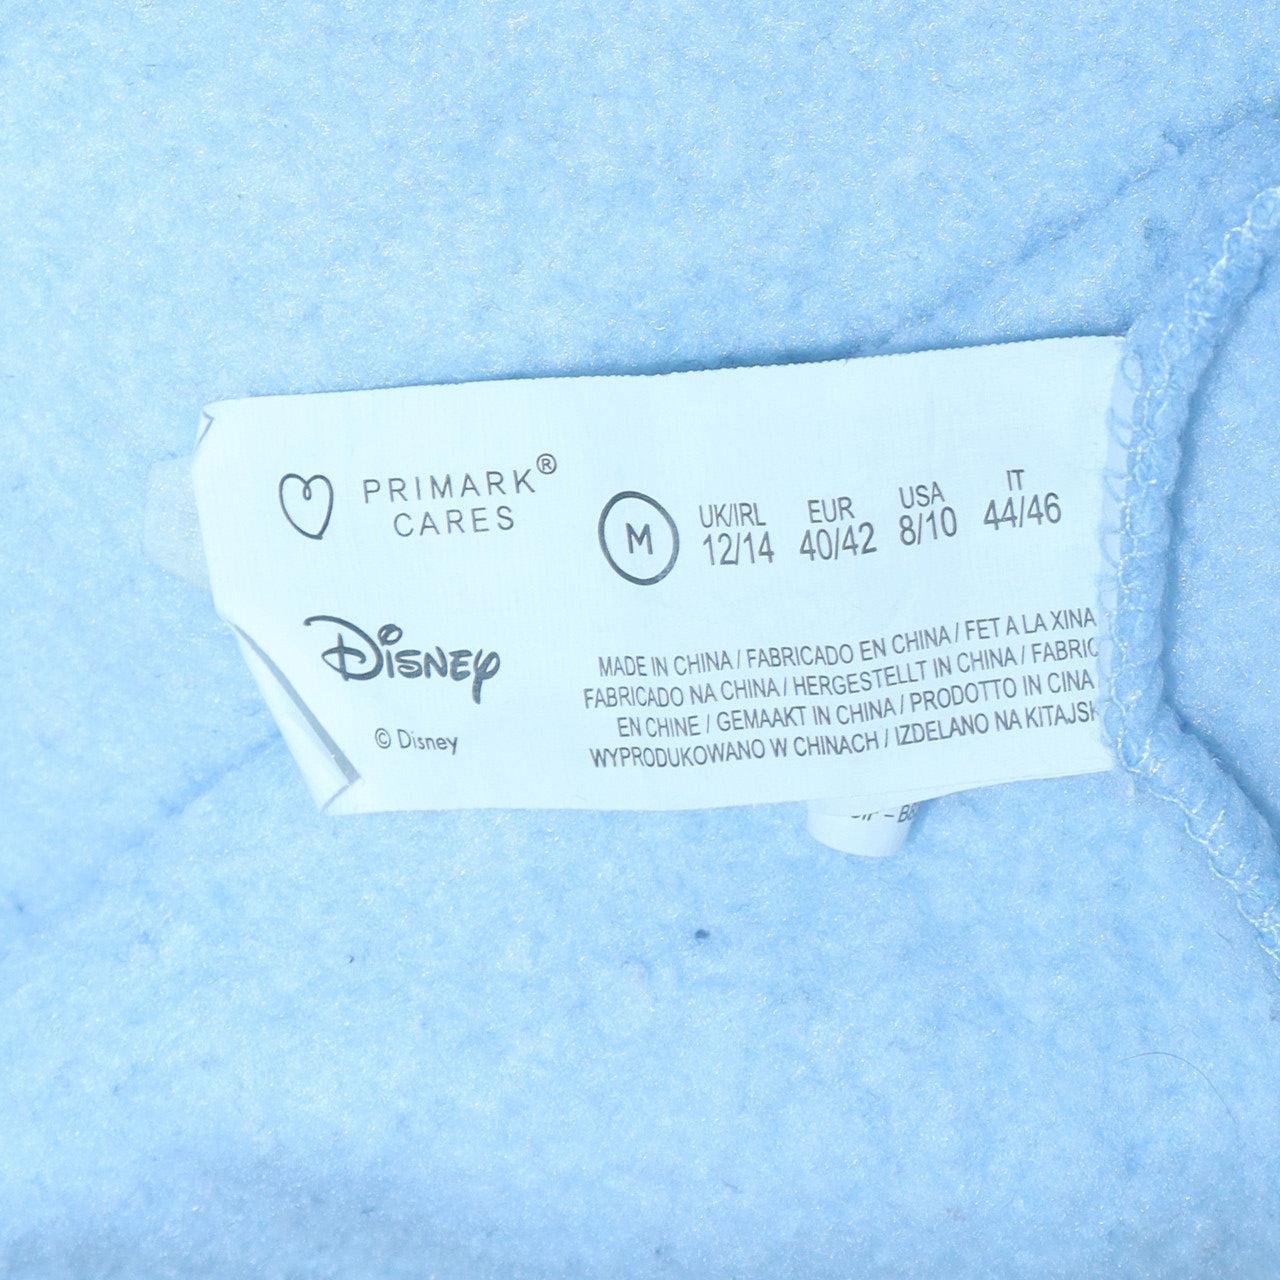 PRIMARK®
CARES
Disney
© Disney
M
UK/IRL EUR USA IT
12/14 40/42 8/10 44/46
MADE IN CHINA / FABRICADO EN CHINA / FET A LA XINA
FABRICADO NA CHINA / HERGESTELLT IN CHINA / FABRIC
EN CHINE / GEMAAKT IN CHINA / PRODOTTO IN CINA
WYPRODUKOWANO W CHINACH / IZDELANO NA KITAJSK